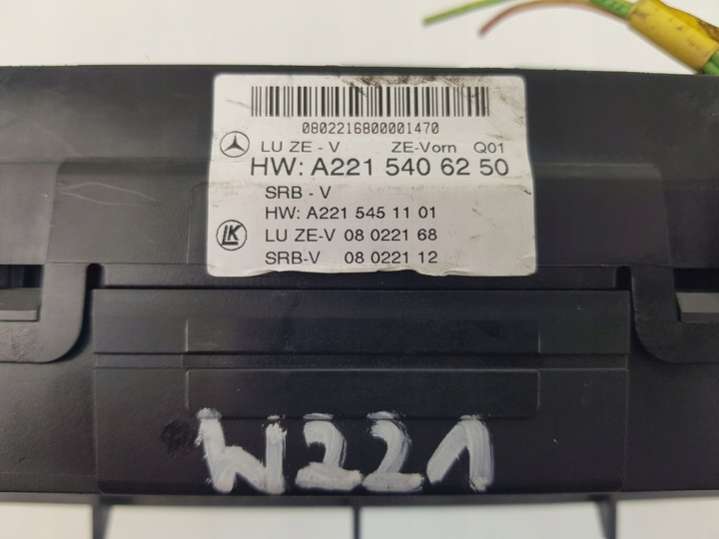 0802216800001470
LU ZE - V ZE-Vorn Q01
HW: A221 540 62 50
SRB - V
HW: A221 545 11 01
LK LU ZE-V 08 0221 68
SRB-V 08 0221 12
W221